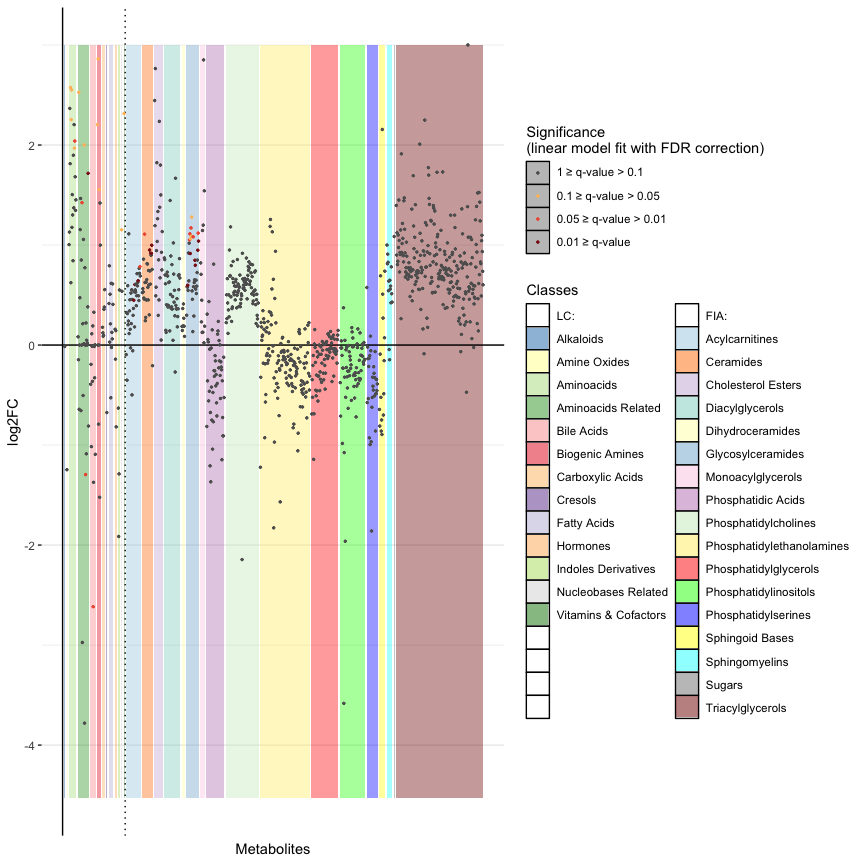 log2FC
2
0
-2
-4
Metabolites
Significance
(linear model fit with FDR correction)
1 ≥ q-value > 0.1
0.1 ≥ q-value > 0.05
0.05 ≥ q-value > 0.01
0.01 ≥ q-value
Classes
LC:
Alkaloids
Amine Oxides
Aminoacids
Aminoacids Related
Bile Acids
Biogenic Amines
Carboxylic Acids
Cresols
Fatty Acids
Hormones
Indoles Derivatives
Nucleobases Related
Vitamins & Cofactors
FIA:
Acylcarnitines
Ceramides
Cholesterol Esters
Diacylglycerols
Dihydroceramides
Glycosylceramides
Monoacylglycerols
Phosphatidic Acids
Phosphatidylcholines
Phosphatidylethanolamines
Phosphatidylglycerols
Phosphatidylinositols
Phosphatidylserines
Sphingoid Bases
Sphingomyelins
Sugars
Triacylglycerols